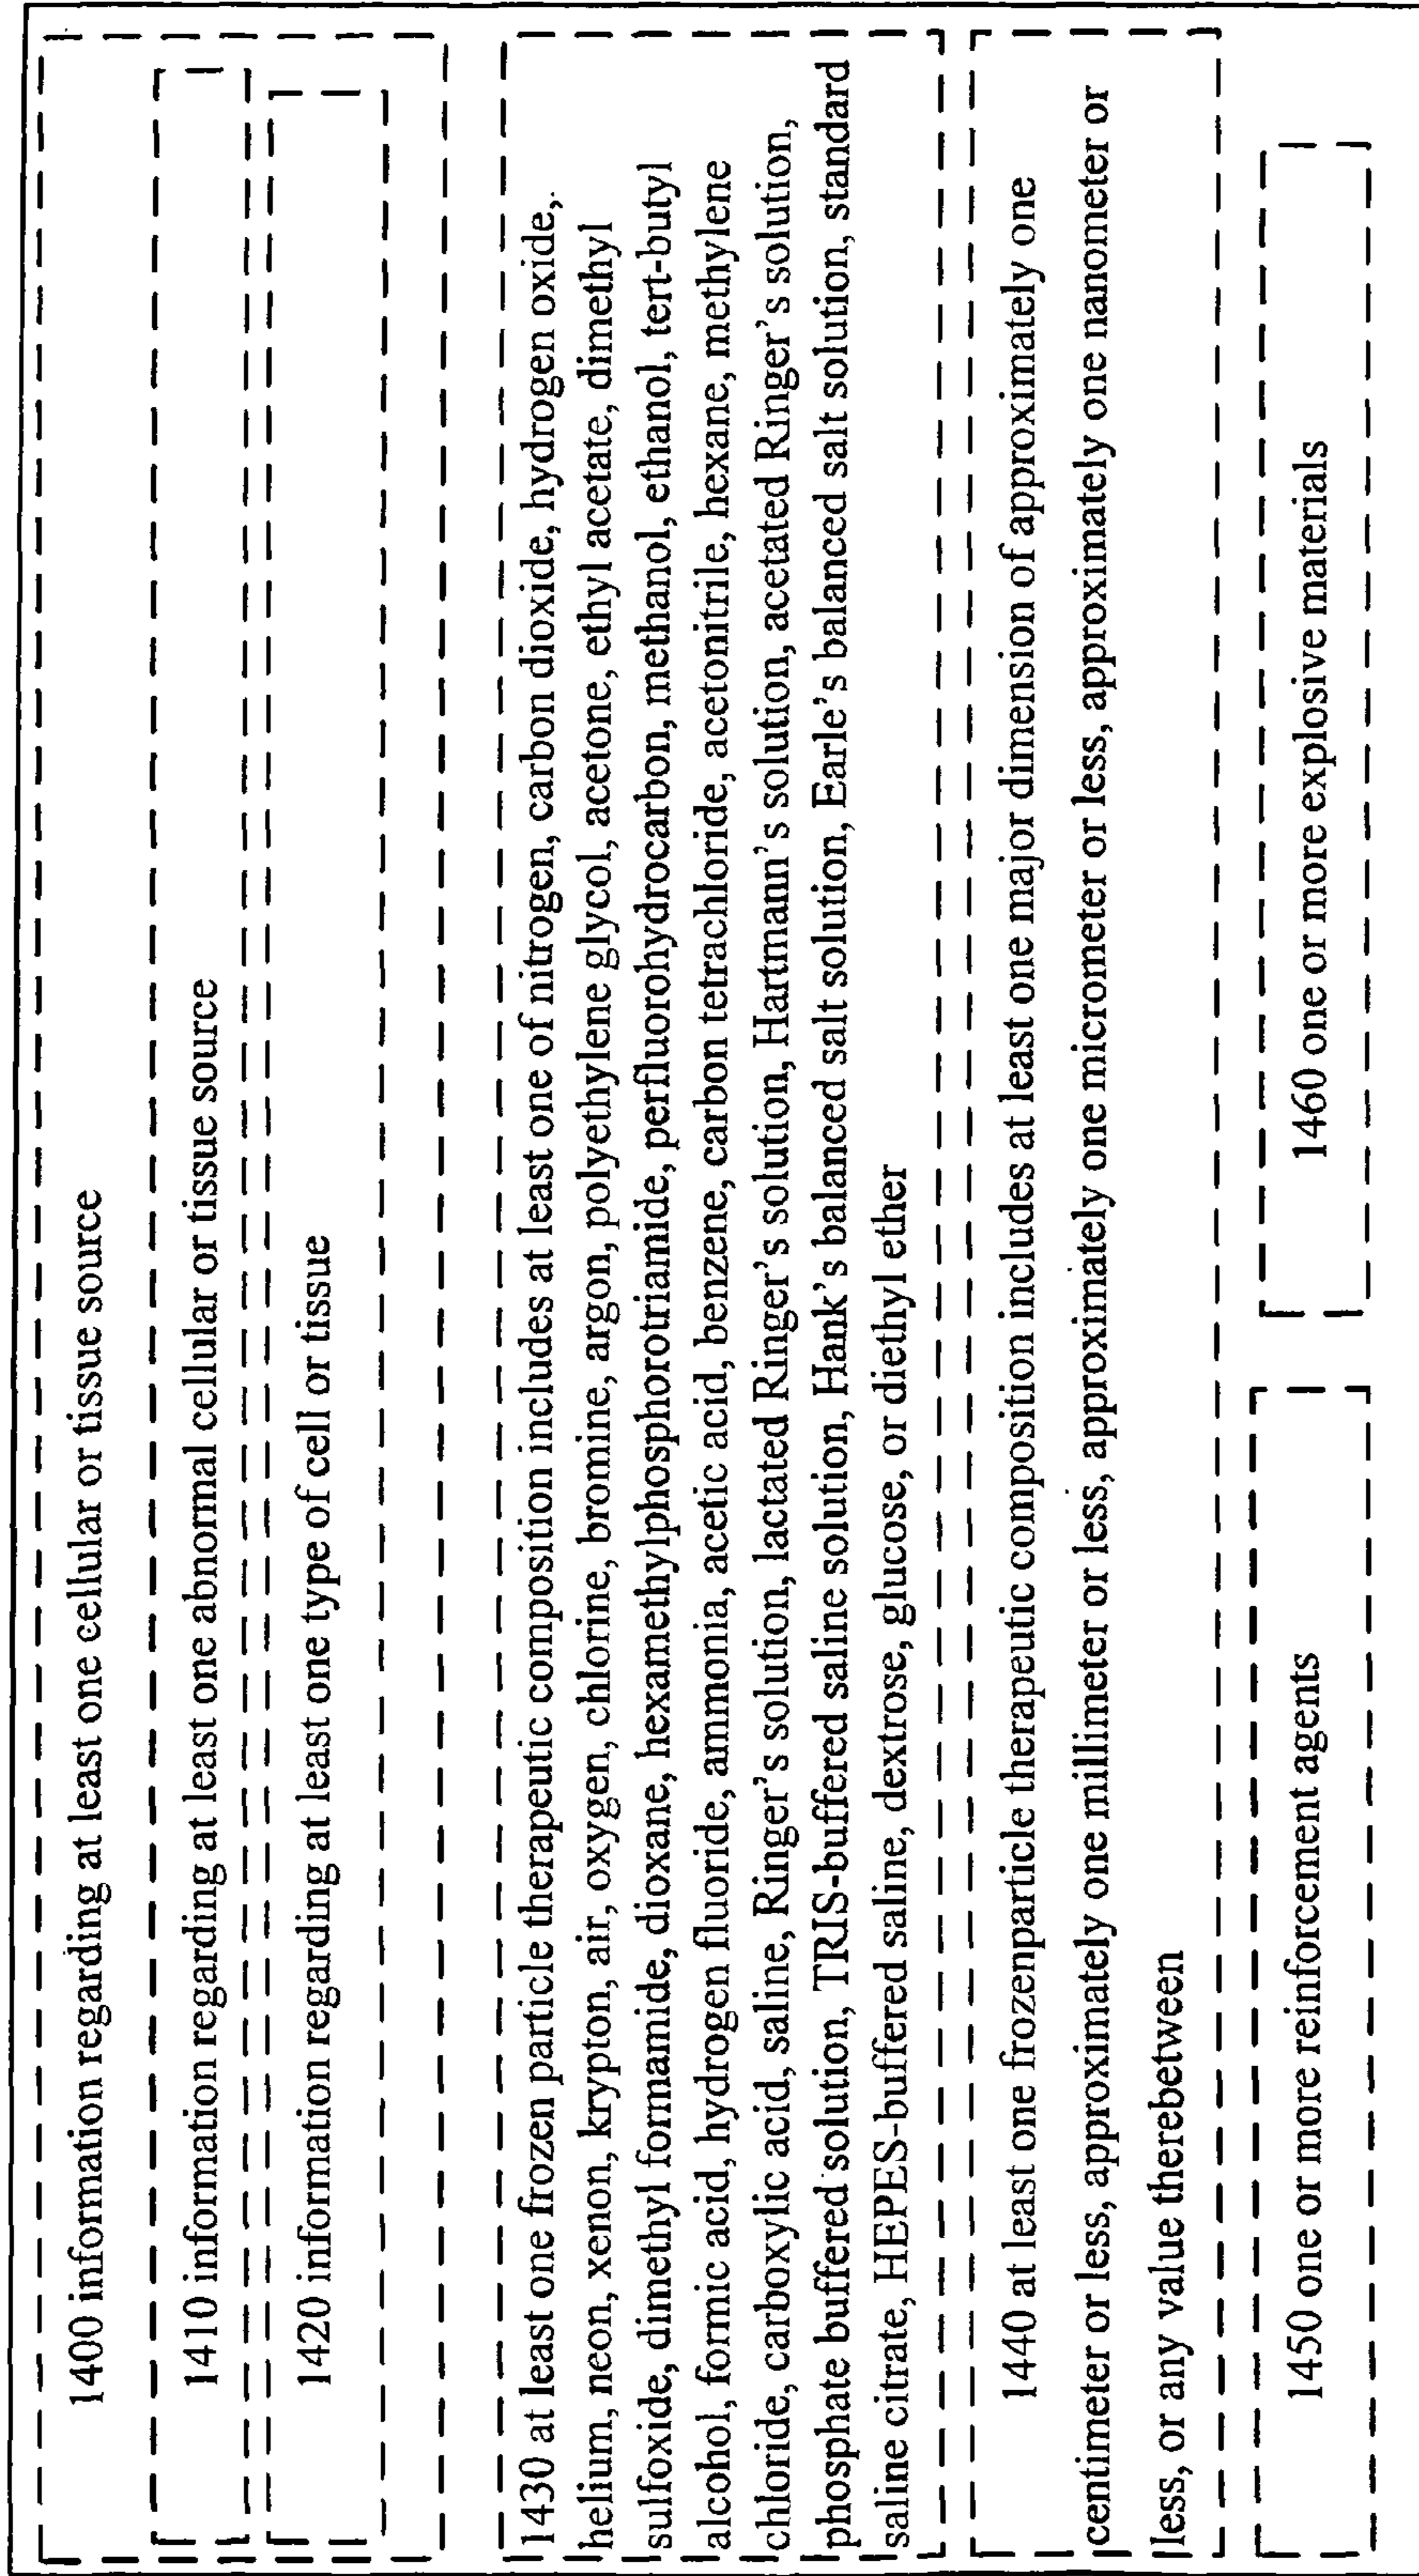 1400 information regarding at least one cellular or tissue source
1410 information regarding at least one abnormal cellular or tissue source
1420 information regarding at least one type of cell or tissue
1430 at least one frozen particle therapeutic composition includes at least one of nitrogen, carbon dioxide, hydrogen oxide,
helium, neon, xenon, krypton, air, oxygen, chlorine, bromine, argon, polyethylene glycol, acetone, ethyl acetate, dimethyl
sulfoxide, dimethyl formamide, dioxane, hexamethylphosphorotriamide, perfluorohydrocarbon, methanol, ethanol, tert-butyl
alcohol, formic acid, hydrogen fluoride, ammonia, acetic acid, benzene, carbon tetrachloride, acetonitrile, hexane, methylene
chloride, carboxylic acid, saline, Ringer's solution, lactated Ringer's solution, Hartmann's solution, acetated Ringer's solution,
phosphate buffered solution, TRIS-buffered saline solution, Hank's balanced salt solution, Earle's balanced salt solution, standard
saline citrate, HEPES-buffered saline, dextrose, glucose, or diethyl ether
1440 at least one frozenparticle therapeutic composition includes at least one major dimension of approximately one
centimeter or less, approximately one millimeter or less, approximately one micrometer or less, approximately one nanometer or
less, or any value therebetween
1450 one or more reinforcement agents
1460 one or more explosive materials